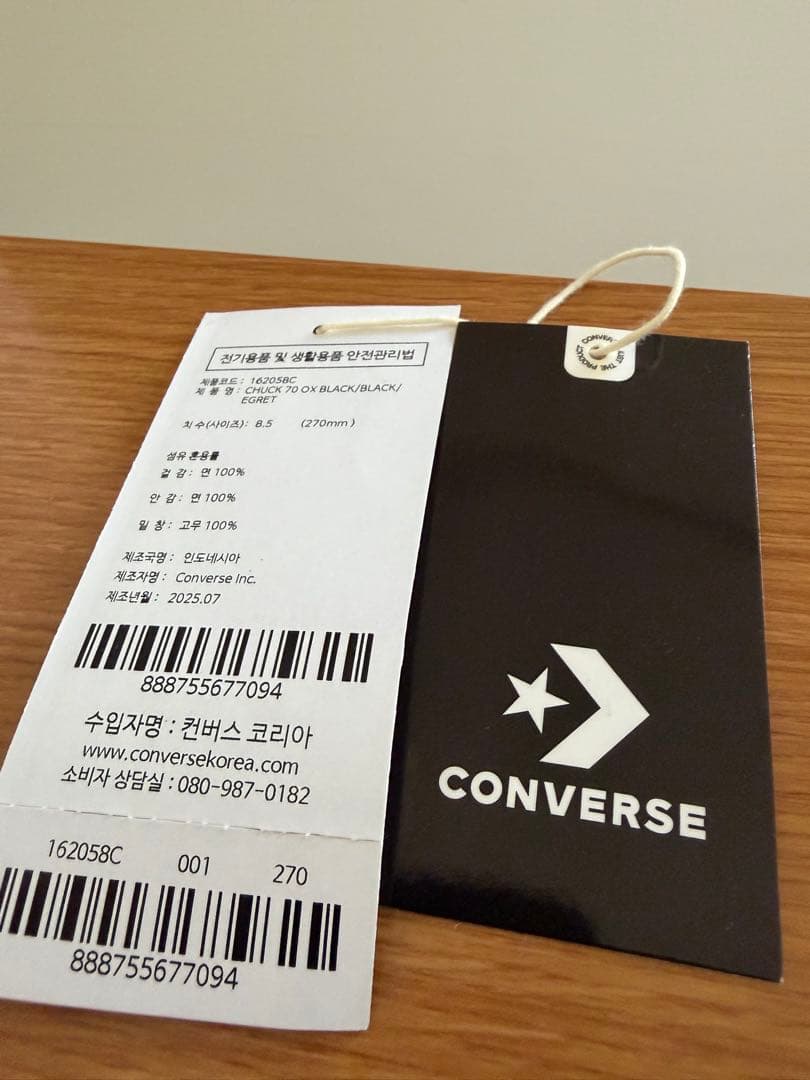 전기용품 및 생활용품 안전관리법
제품코드 : 162058C
제 품 명 : CHUCK 70 OX BLACK/BLACK/
EGRET
치 수(사이즈) : 8.5 (270mm)
섬유 혼용률
겉 감 : 면 100%
안 감 : 면 100%
밑 창 : 고무 100%
제조국명 : 인도네시아
제조자명 : Converse Inc.
제조년월 : 2025.07
888755677094
수입자명 : 컨버스 코리아
www.conversekorea.com
소비자 상담실 : 080-987-0182
162058C 001 270
888755677094
CONVERSE